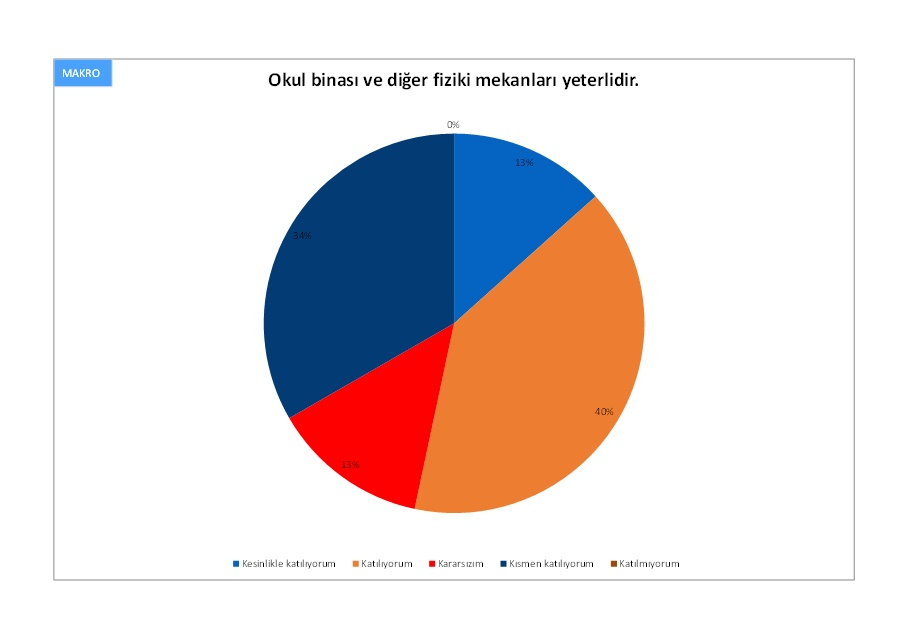 MAKRO
Okul binası ve diğer fiziki mekanları yeterlidir.
0%
13%
34%
40%
13%
Kesinlikle katılıyorum Katılıyorum Kararsızım Kısmen katılıyorum Katılmıyorum